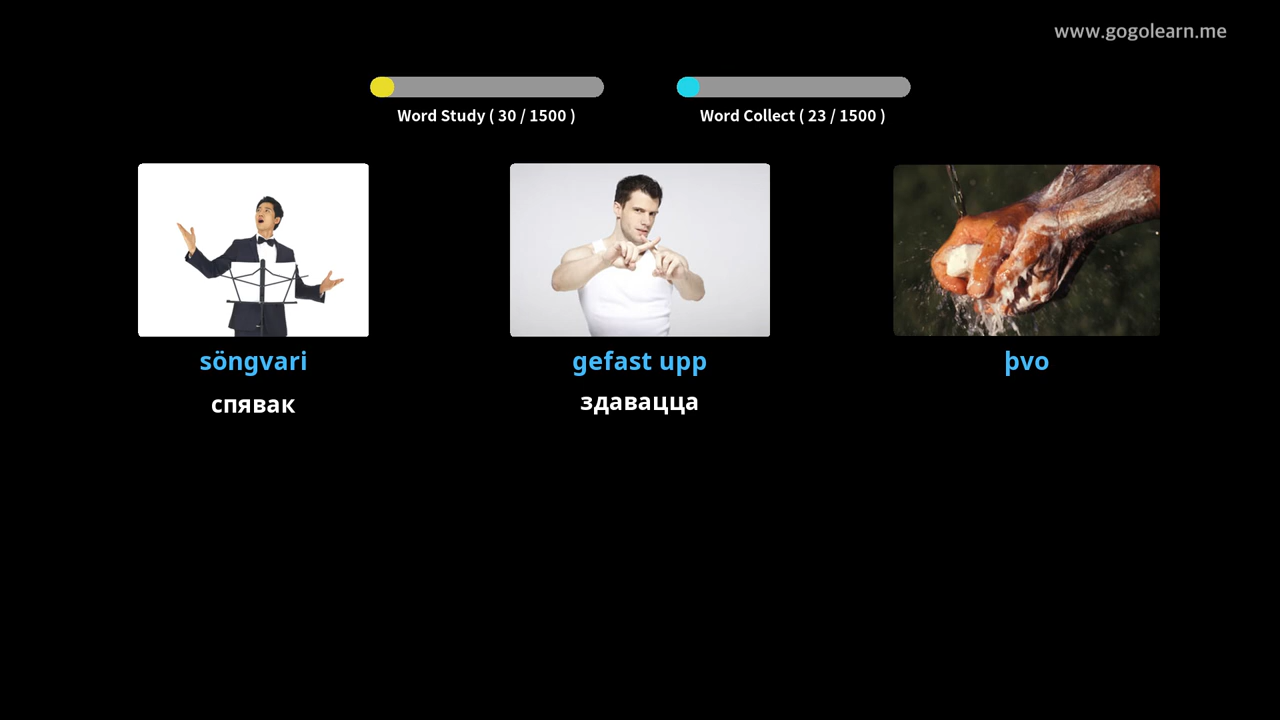 www.gogolearn.me
Word Study ( 30 / 1500 )
Word Collect ( 23 / 1500 )
söngvari
gefast upp
þvo
спявак
здавацца